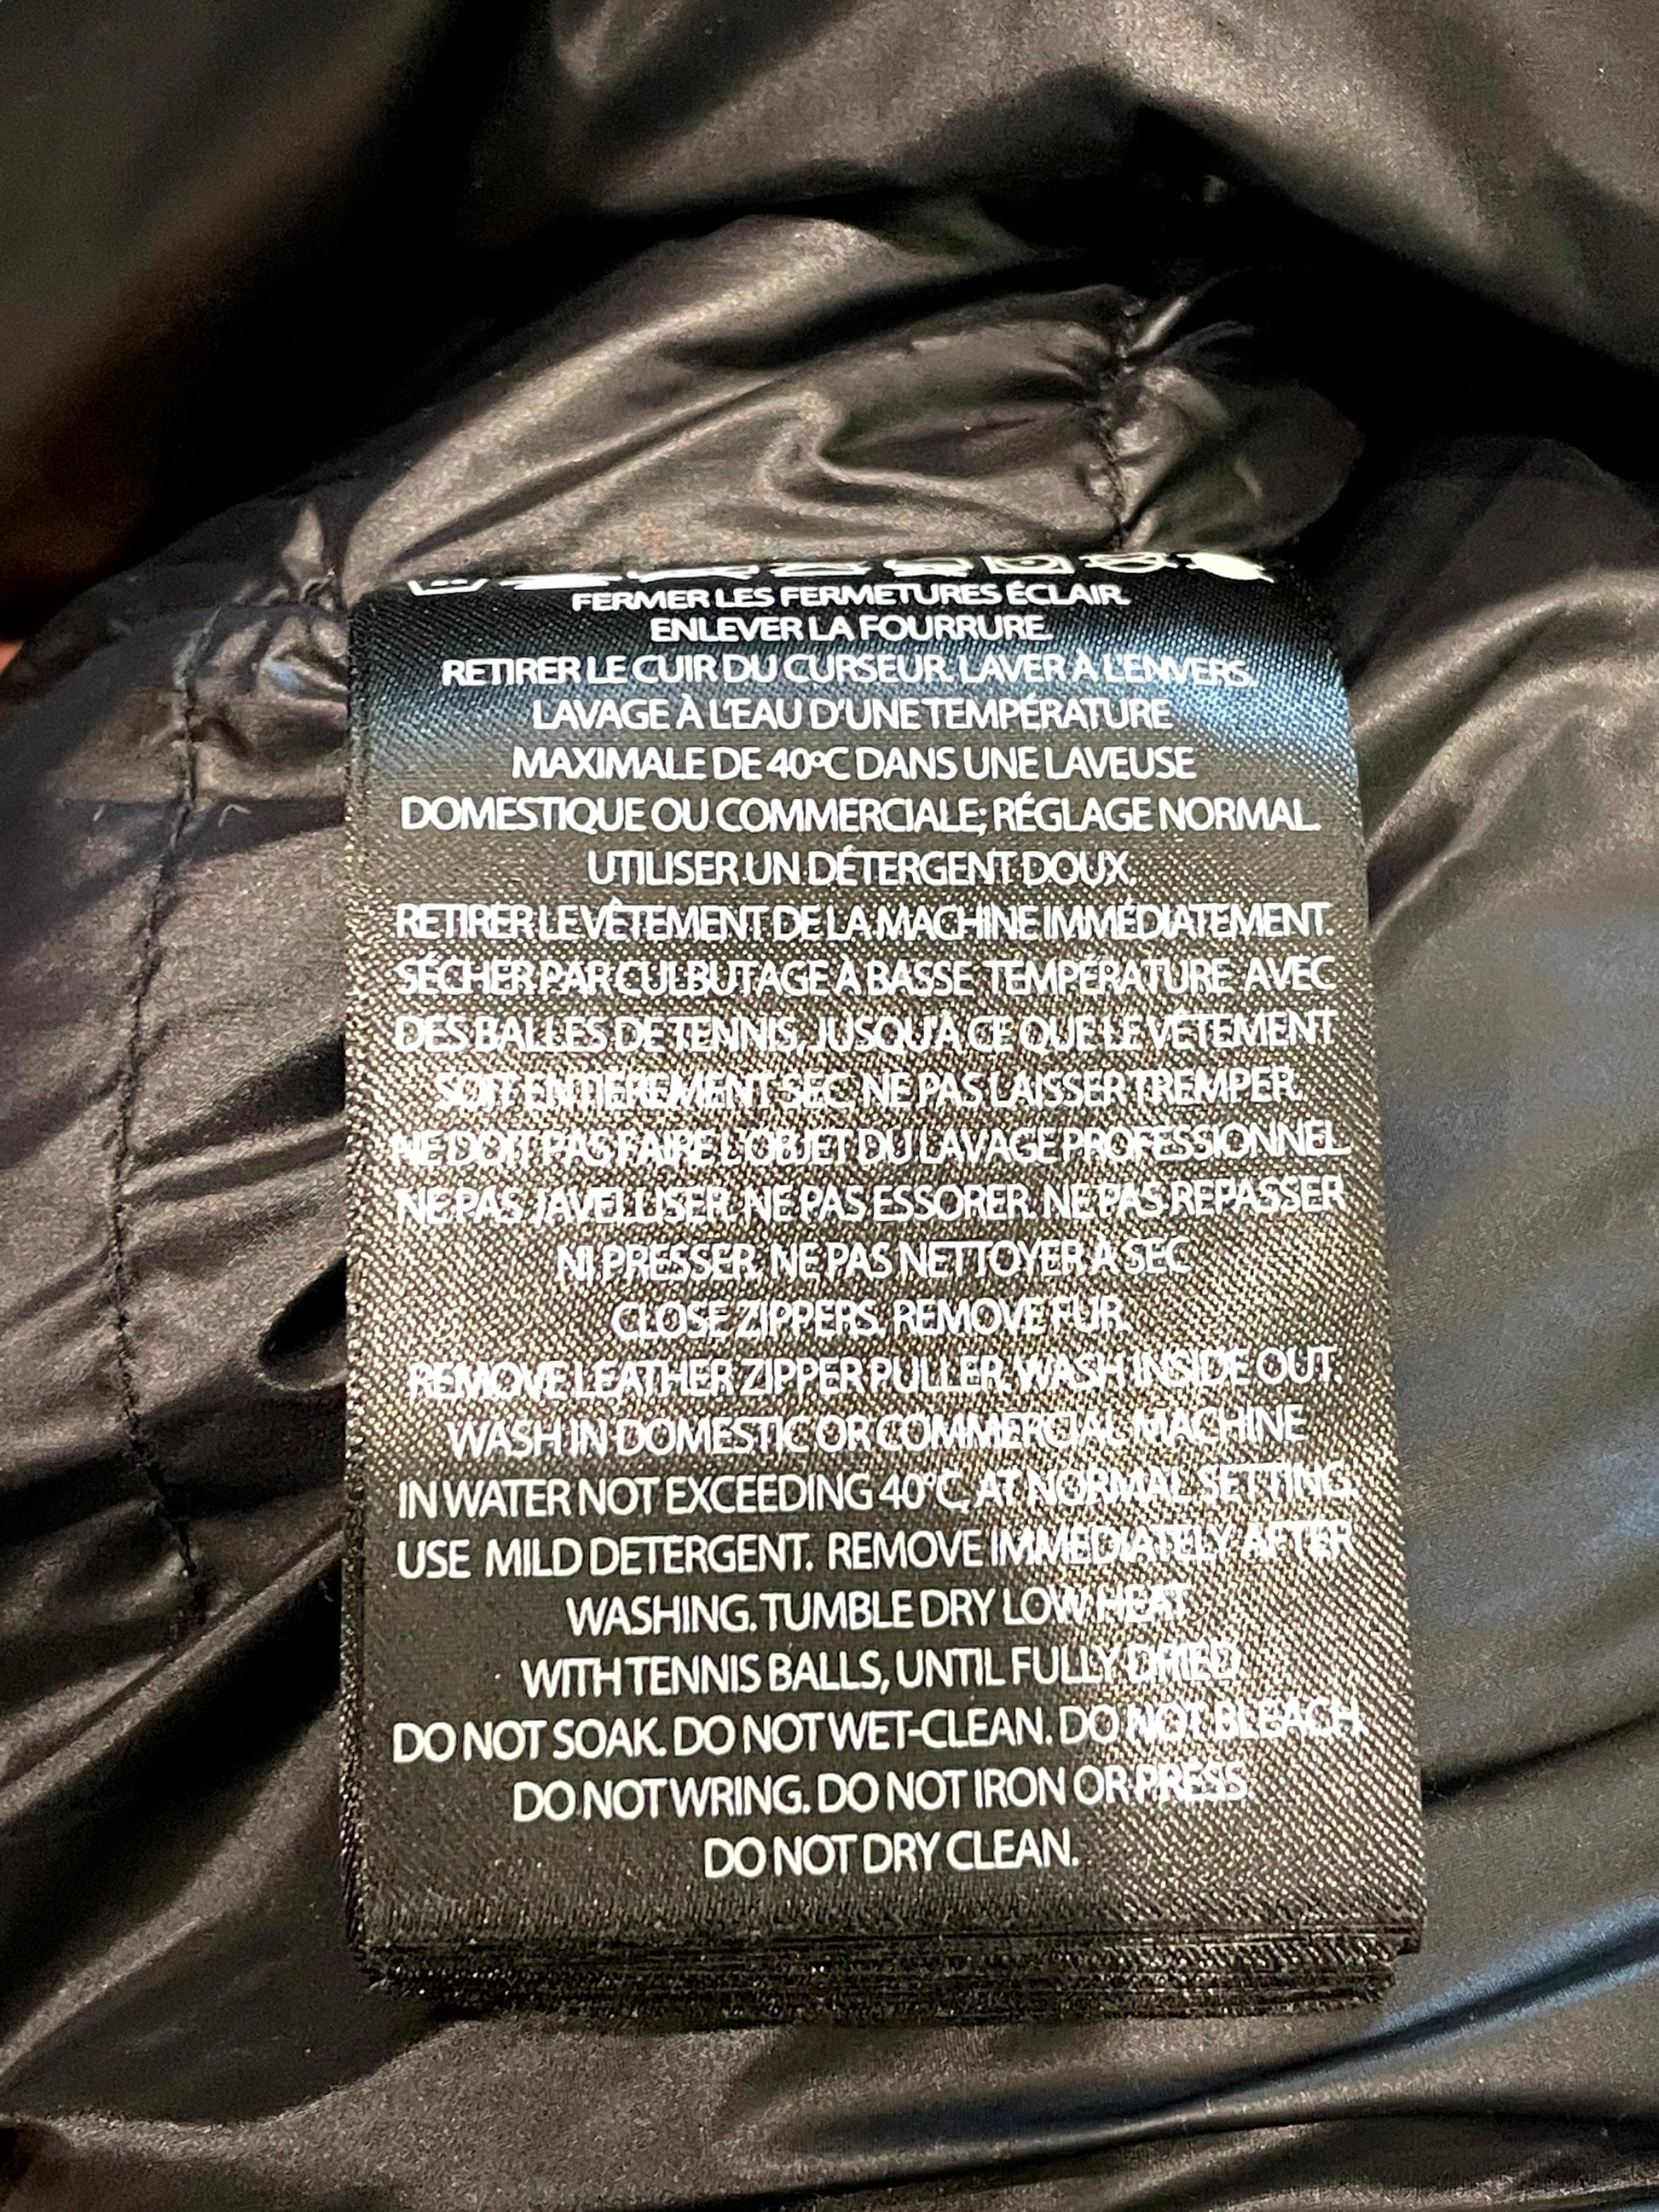 FERMER LES FERMETURES ÉCLAIR.
ENLEVER LA FOURRURE.
RETIRER LE CUIR DU CURSEUR. LAVER À L'ENVERS.
LAVAGE À L'EAU D'UNE TEMPÉRATURE
MAXIMALE DE 40°C DANS UNE LAVEUSE
DOMESTIQUE OU COMMERCIALE; RÉGLAGE NORMAL.
UTILISER UN DÉTERGENT DOUX.
RETIRER LE VÊTEMENT DE LA MACHINE IMMÉDIATEMENT.
SÉCHER PAR CULBUTAGE À BASSE TEMPÉRATURE AVEC
DES BALLES DE TENNIS, JUSQU'À CE QUE LE VÊTEMENT
SOIT ENTIÈREMENT SEC. NE PAS LAISSER TREMPER.
NE DOIT PAS FAIRE L'OBJET DU LAVAGE PROFESSIONNEL
NE PAS JAVELLISER. NE PAS ESSORER. NE PAS REPASSER
NI PRESSER. NE PAS NETTOYER À SEC
CLOSE ZIPPERS. REMOVE FUR.
REMOVE LEATHER ZIPPER PULLER. WASH INSIDE OUT.
WASH IN DOMESTIC OR COMMERCIAL MACHINE
IN WATER NOT EXCEEDING 40°C, AT NORMAL SETTING.
USE MILD DETERGENT. REMOVE IMMEDIATELY AFTER
WASHING. TUMBLE DRY LOW HEAT
WITH TENNIS BALLS, UNTIL FULLY DRIED.
DO NOT SOAK. DO NOT WET-CLEAN. DO NOT BLEACH.
DO NOT WRING. DO NOT IRON OR PRESS.
DO NOT DRY CLEAN.